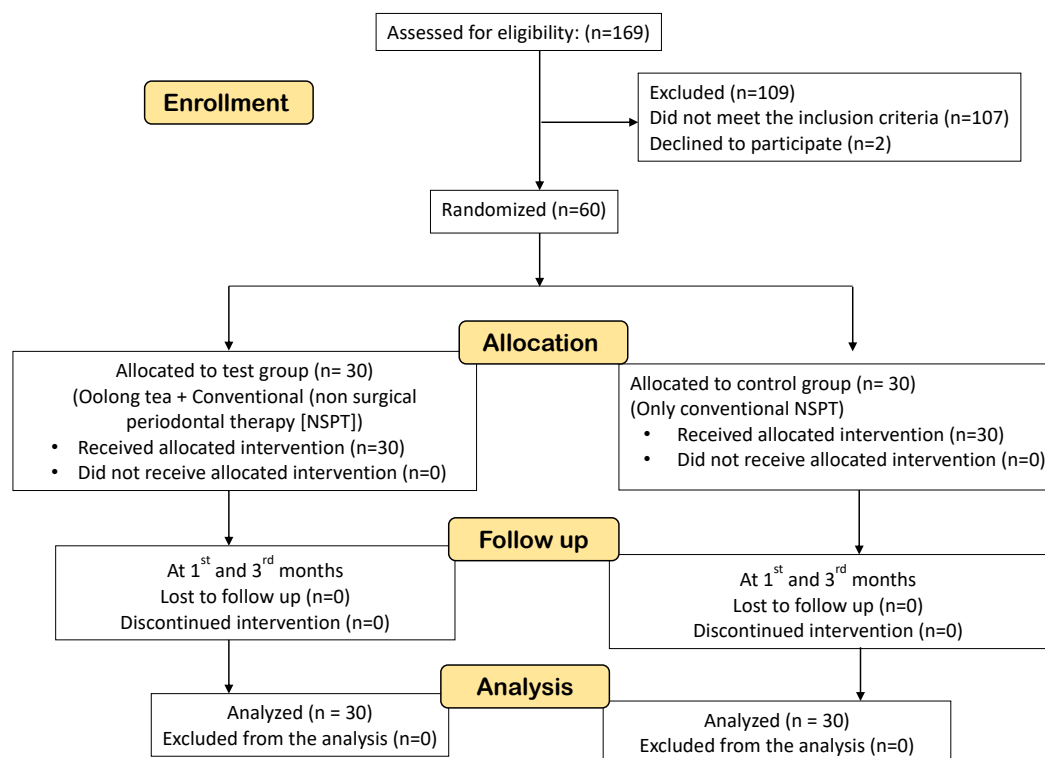 Assessed for eligibility: (n=169)
Enrollment
Excluded (n=109)
Did not meet the inclusion criteria (n=107)
Declined to participate (n=2)
Randomized (n=60)
Allocation
Allocated to test group (n= 30)
(Oolong tea + Conventional (non surgical
periodontal therapy [NSPT])
• Received allocated intervention (n=30)
• Did not receive allocated intervention (n=0)
Allocated to control group (n= 30)
(Only conventional NSPT)
• Received allocated intervention (n=30)
• Did not receive allocated intervention (n=0)
Follow up
At 1st and 3rd months
Lost to follow up (n=0)
Discontinued intervention (n=0)
At 1st and 3rd months
Lost to follow up (n=0)
Discontinued intervention (n=0)
Analysis
Analyzed (n = 30)
Excluded from the analysis (n=0)
Analyzed (n = 30)
Excluded from the analysis (n=0)